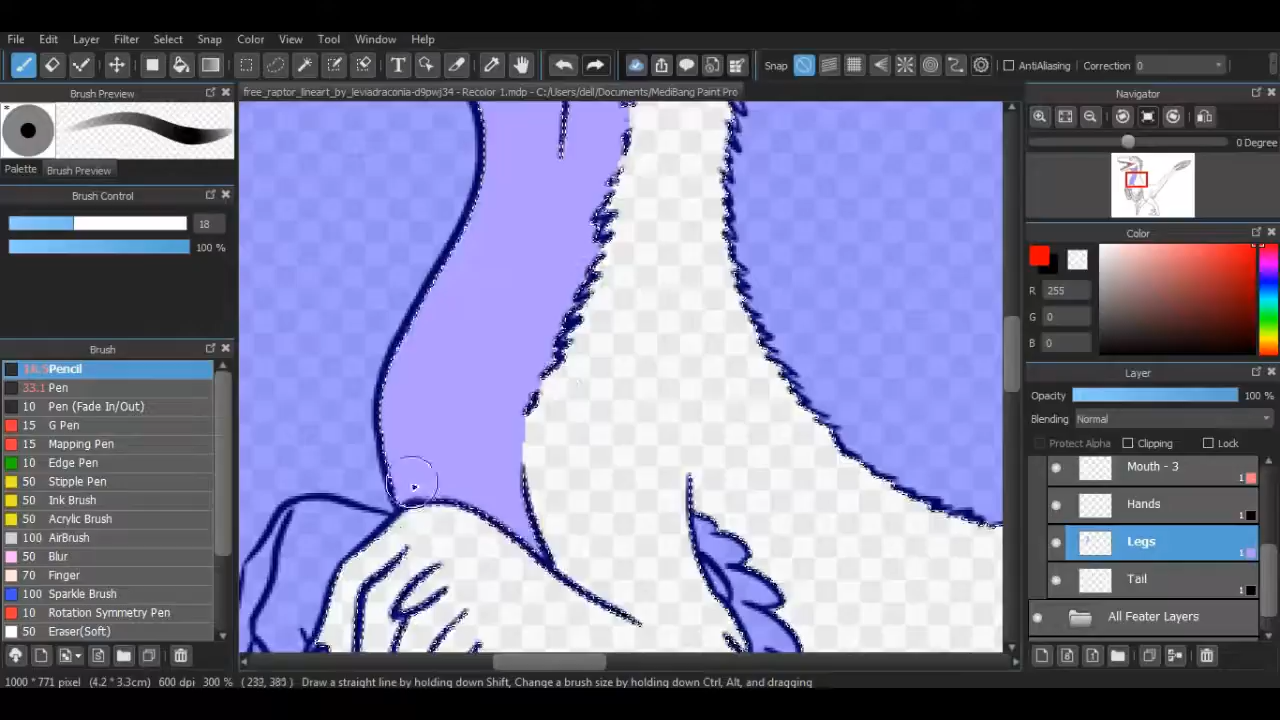 File Edit Layer Filter Select Snap Color View Tool Window Help
T Snap AntiAliasing Correction 0
Brush Preview
free_raptor_lineart_by_leviadraconia-d9pwj34 - Recolor 1.mdp - C:/Users/dell/Documents/MediBang Paint Pro
Navigator
*
0 Degree
Palette Brush Preview
Brush Control
18
100 %
Color
R 255
G 0
B 0
Brush
Pencil
33.1 Pen
10 Pen (Fade In/Out)
15 G Pen
15 Mapping Pen
10 Edge Pen
50 Stipple Pen
50 Ink Brush
50 Acrylic Brush
100 AirBrush
50 Blur
70 Finger
100 Sparkle Brush
10 Rotation Symmetry Pen
50 Eraser(Soft)
Layer
Opacity 100 %
Blending Normal
Protect Alpha Clipping Lock
Mouth - 3
1
Hands
1
Legs
1
Tail
1
All Feater Layers
1000 * 771 pixel (4.2 * 3.3cm) 600 dpi 300 % Draw a straight line by holding down Shift, Change a brush size by holding down Ctrl, Alt, and dragging